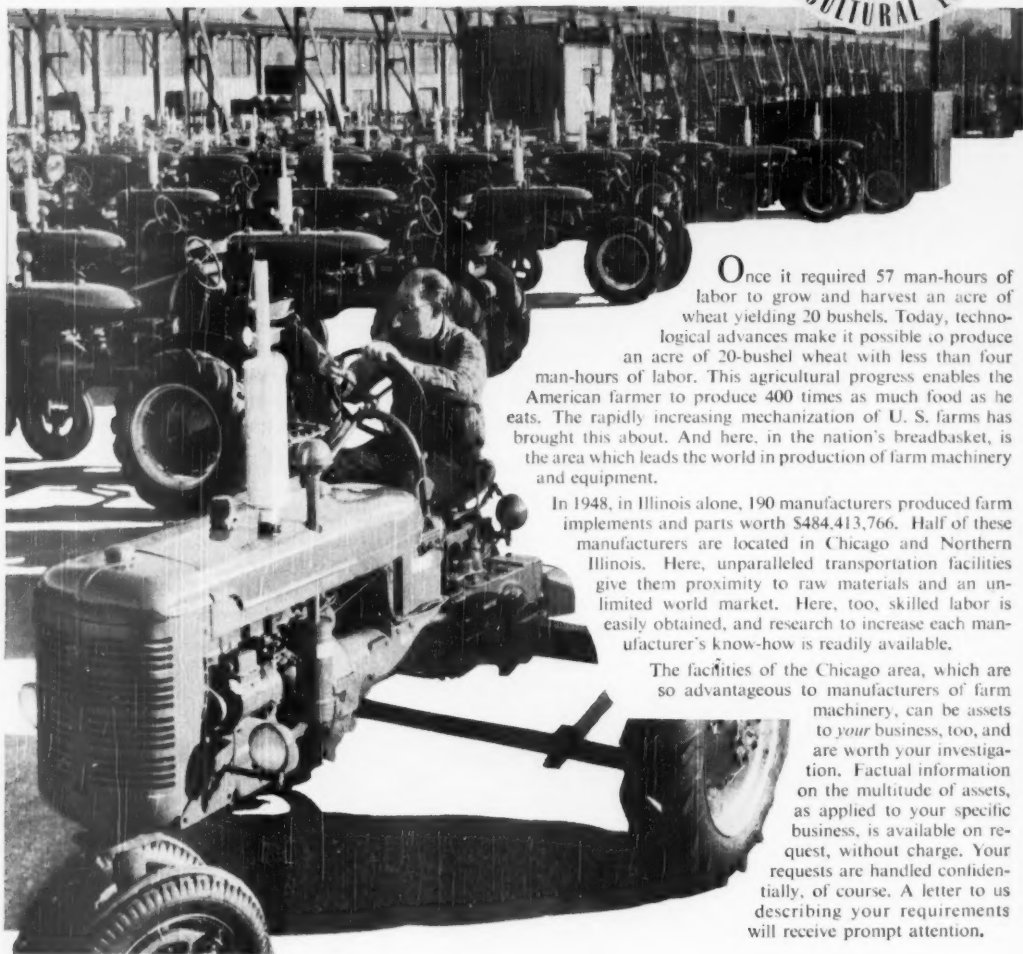 CULTURAL
Once it required 57 man-hours of
labor to grow and harvest an acre of
wheat yielding 20 bushels. Today, techno-
logical advances make it possible to produce
an acre of 20-bushel wheat with less than four
man-hours of labor. This agricultural progress enables the
American farmer to produce 400 times as much food as he
eats. The rapidly increasing mechanization of U. S. farms has
brought this about. And here, in the nation's breadbasket, is
the area which leads the world in production of farm machinery
and equipment.
In 1948, in Illinois alone, 190 manufacturers produced farm
implements and parts worth $484,413,766. Half of these
manufacturers are located in Chicago and Northern
Illinois. Here, unparalleled transportation facilities
give them proximity to raw materials and an un-
limited world market. Here, too, skilled labor is
easily obtained, and research to increase each man-
ufacturer's know-how is readily available.
The facilities of the Chicago area, which are
so advantageous to manufacturers of farm
machinery, can be assets
to your business, too, and
are worth your investiga-
tion. Factual information
on the multitude of assets,
as applied to your specific
business, is available on re-
quest, without charge. Your
requests are handled confiden-
tially, of course. A letter to us
describing your requirements
will receive prompt attention.